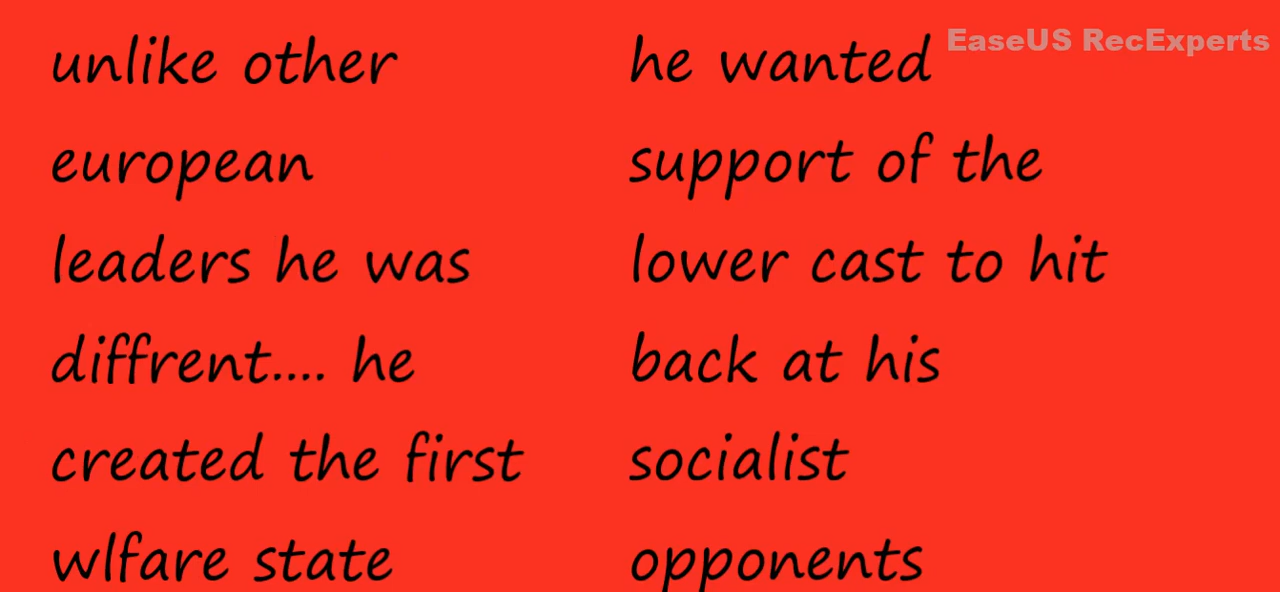 unlike other
european
leaders he was
diffrent.... he
created the first
wlfare state
he wanted
support of the
lower cast to hit
back at his
socialist
opponents
EaseUS RecExperts